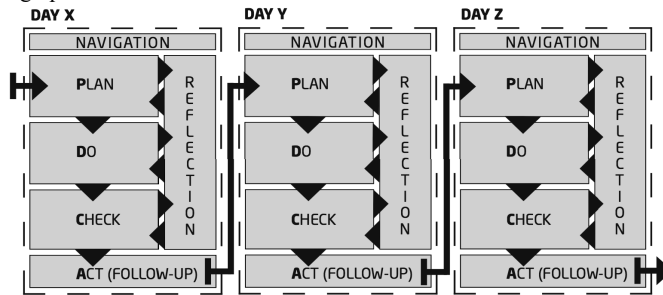 DAY X
NAVIGATION
PLAN
DO
CHECK
REFLECTION
ACT (FOLLOW-UP)
DAY Y
NAVIGATION
PLAN
DO
CHECK
REFLECTION
ACT (FOLLOW-UP)
DAY Z
NAVIGATION
PLAN
DO
CHECK
REFLECTION
ACT (FOLLOW-UP)